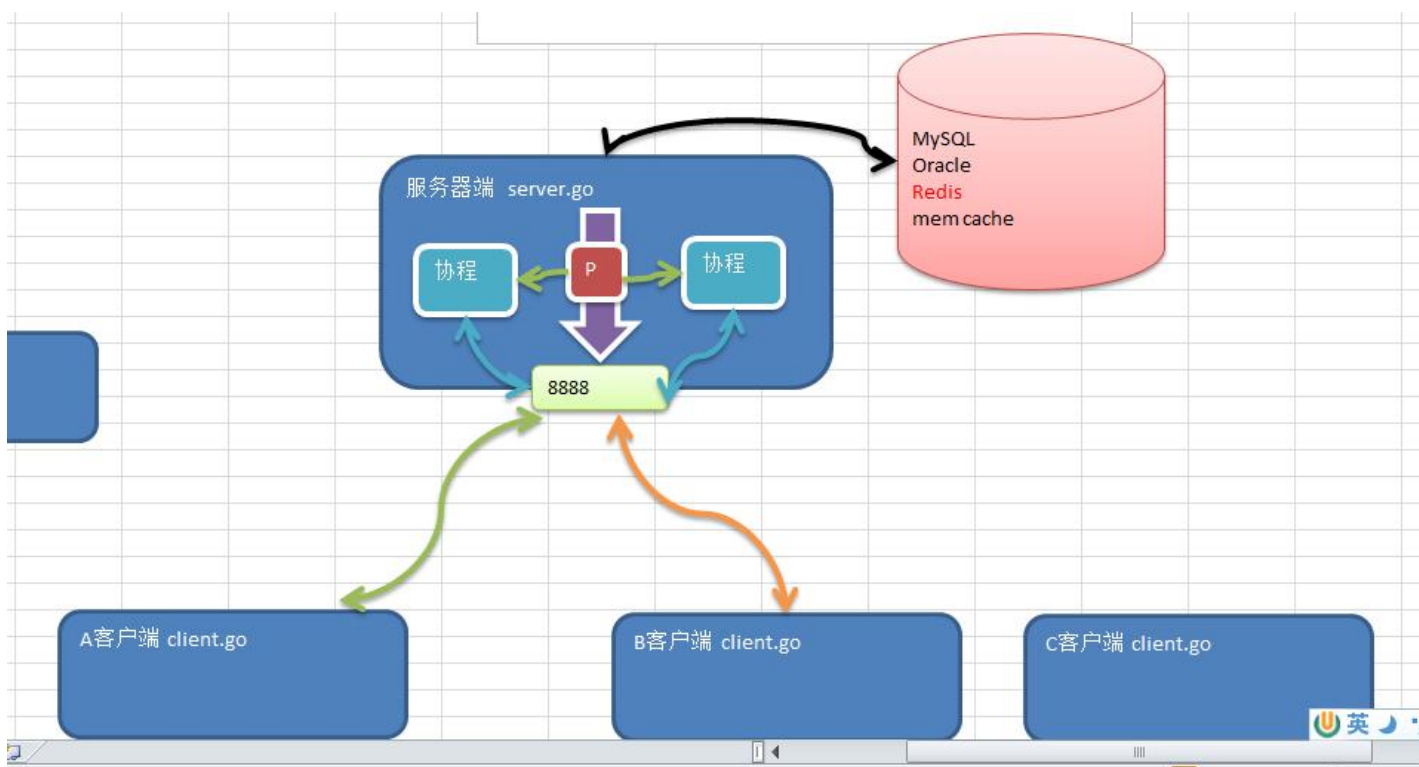 MySQL
Oracle
Redis
mem cache
服务器端 server.go
协程
P
协程
8888
A客户端 client.go
B客户端 client.go
C客户端 client.go
英